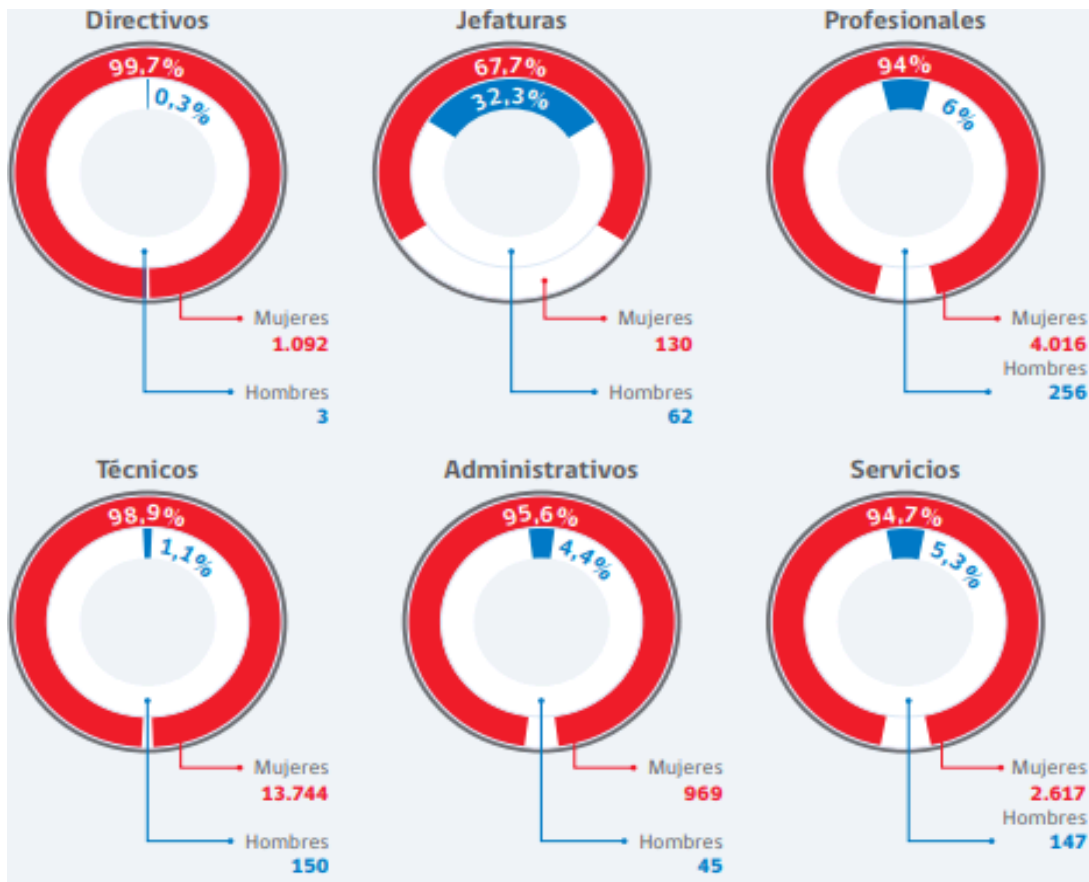 Directivos
99,7%
0,3%
Mujeres
1.092
Hombres
3
Jefaturas
67,7%
32,3%
Mujeres
130
Hombres
62
Profesionales
94%
6%
Mujeres
4.016
Hombres
256
Técnicos
98,9%
1,1%
Mujeres
13.744
Hombres
150
Administrativos
95,6%
4,4%
Mujeres
969
Hombres
45
Servicios
94,7%
5,3%
Mujeres
2.617
Hombres
147